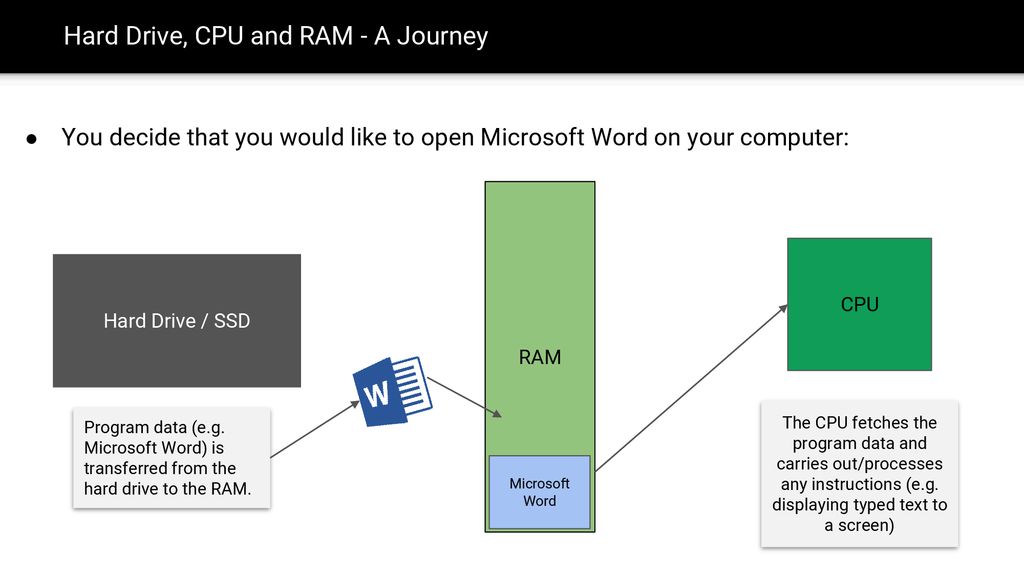 Hard Drive, CPU and RAM - A Journey
● You decide that you would like to open Microsoft Word on your computer:
Hard Drive / SSD
Program data (e.g.
Microsoft Word) is
transferred from the
hard drive to the RAM.
W
RAM
Microsoft
Word
CPU
The CPU fetches the
program data and
carries out/processes
any instructions (e.g.
displaying typed text to
a screen)